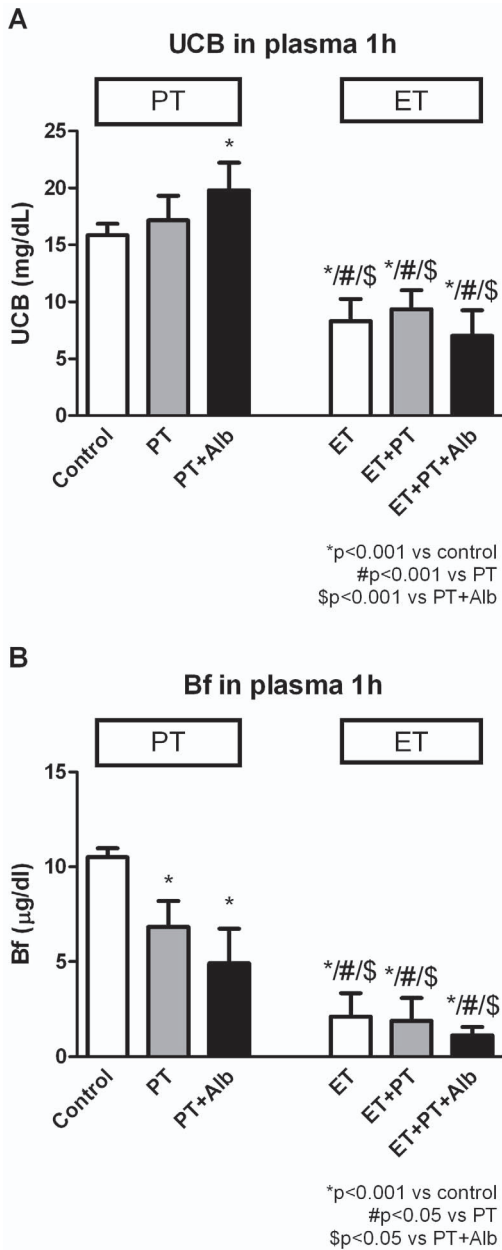 A
UCB in plasma 1h
PT
ET
25
20
15
10
5
0
UCB (mg/dL)
*
*/#/$
*/#/$
*/#/$
Control
PT
PT+Alb
ET
ET+PT
ET+PT+Alb
*p<0.001 vs control
#p<0.001 vs PT
$p<0.001 vs PT+Alb
B
Bf in plasma 1h
PT
ET
15
10
5
0
Bf (µg/dl)
*
*
*/#/$
*/#/$
*/#/$
Control
PT
PT+Alb
ET
ET+PT
ET+PT+Alb
*p<0.001 vs control
#p<0.05 vs PT
$p<0.05 vs PT+Alb